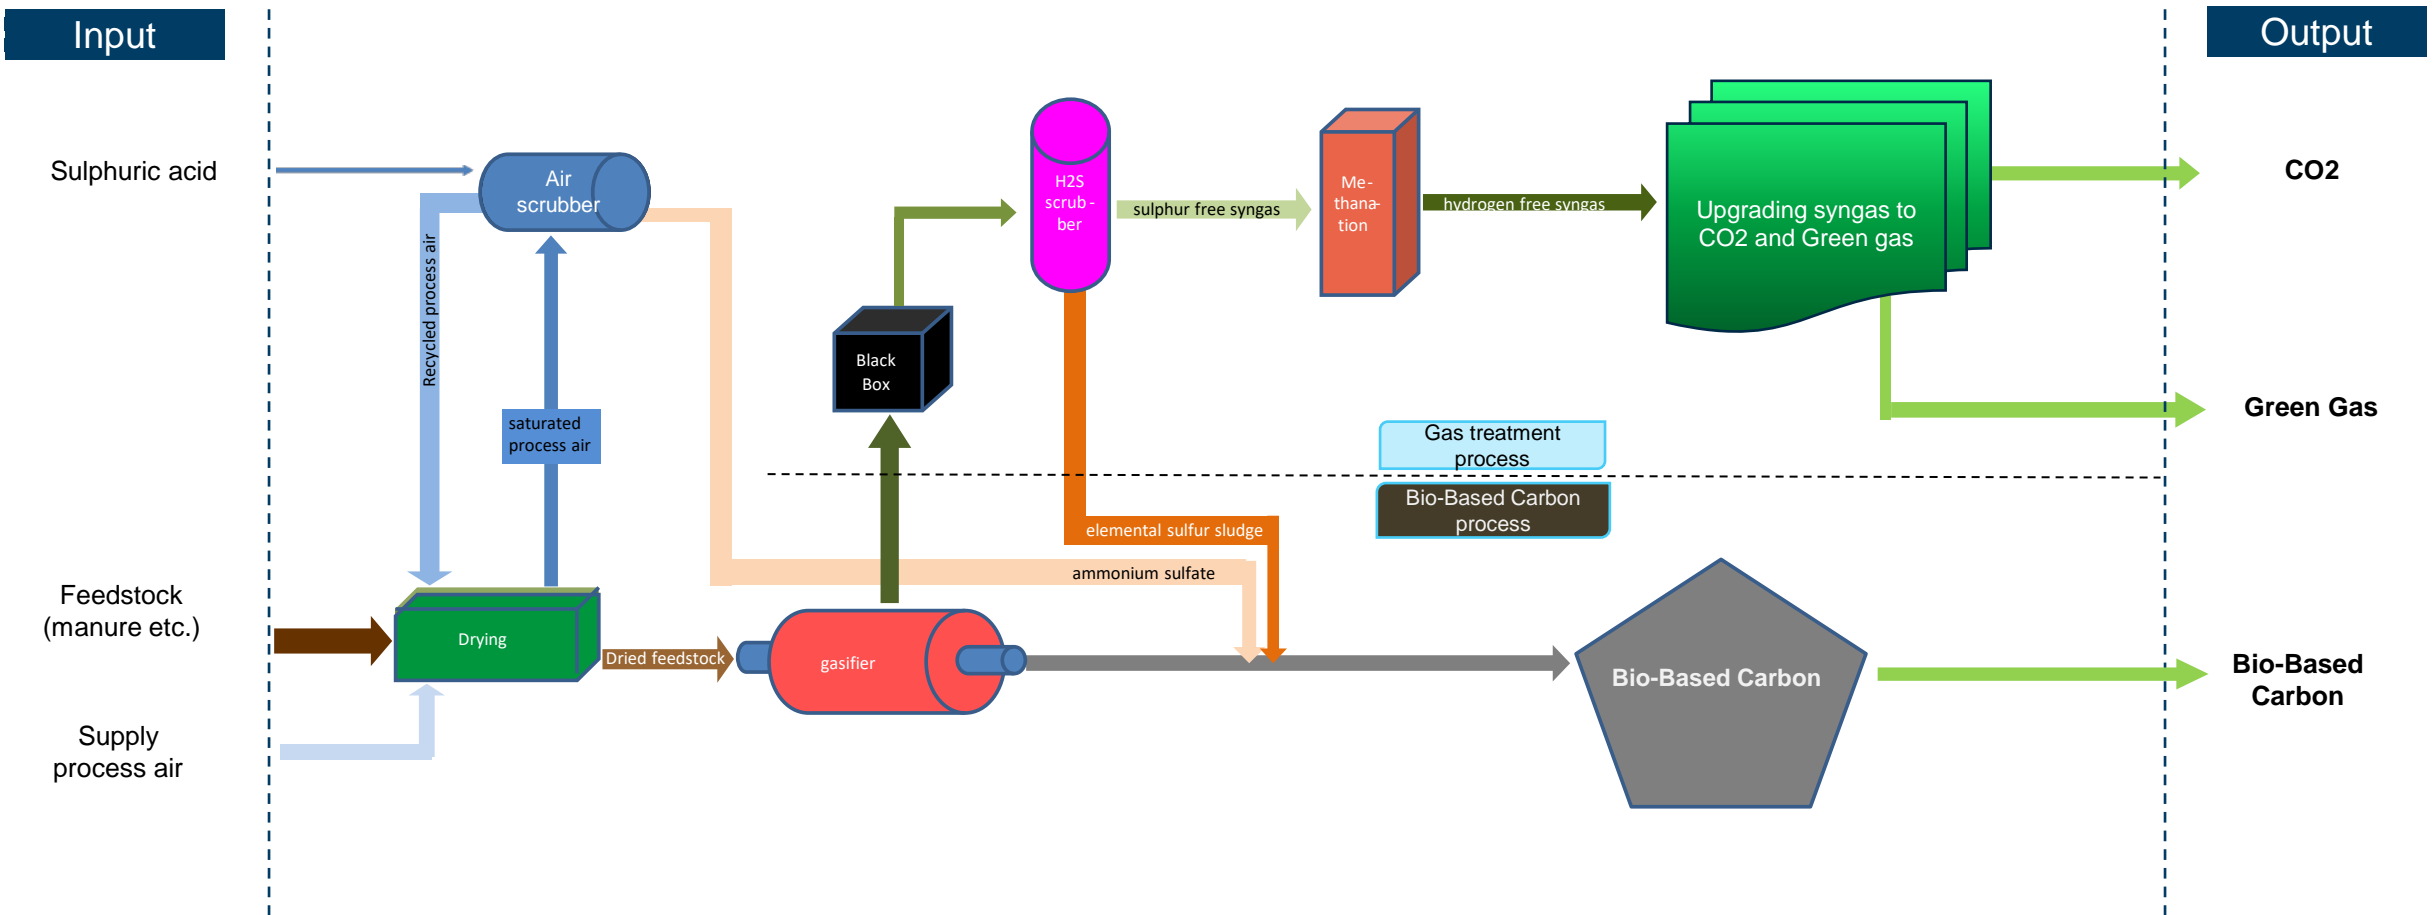 Input
Output
Sulphuric acid
Air
scrubber
H2S
scrub -
ber
sulphur free syngas
Me -
thana-
tion
hydrogen free syngas
Upgrading syngas to
CO2 and Green gas
CO2
Recycled process air
Black
Box
saturated
process air
Green Gas
Gas treatment
process
Bio-Based Carbon
process
elemental sulfur sludge
ammonium sulfate
Feedstock
(manure etc.)
Drying
Dried feedstock
gasifier
Bio-Based Carbon
Bio-Based
Carbon
Supply
process air